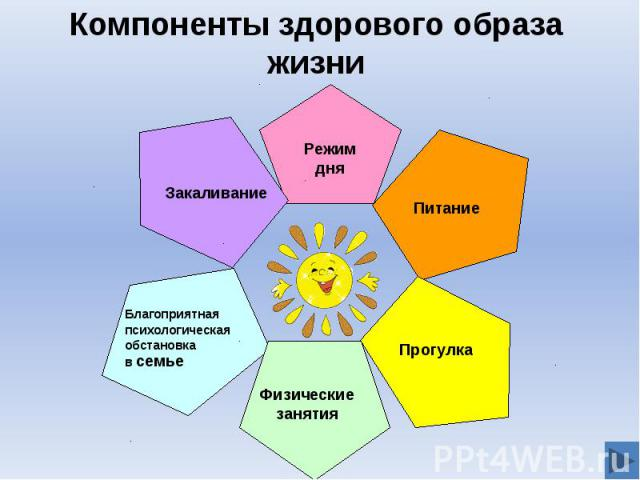 Компоненты здорового образа
жизни
Режим
дня
Закаливание
Питание
Благоприятная
психологическая
обстановка
в семье
Прогулка
Физические
занятия
PPt4WEB.ru